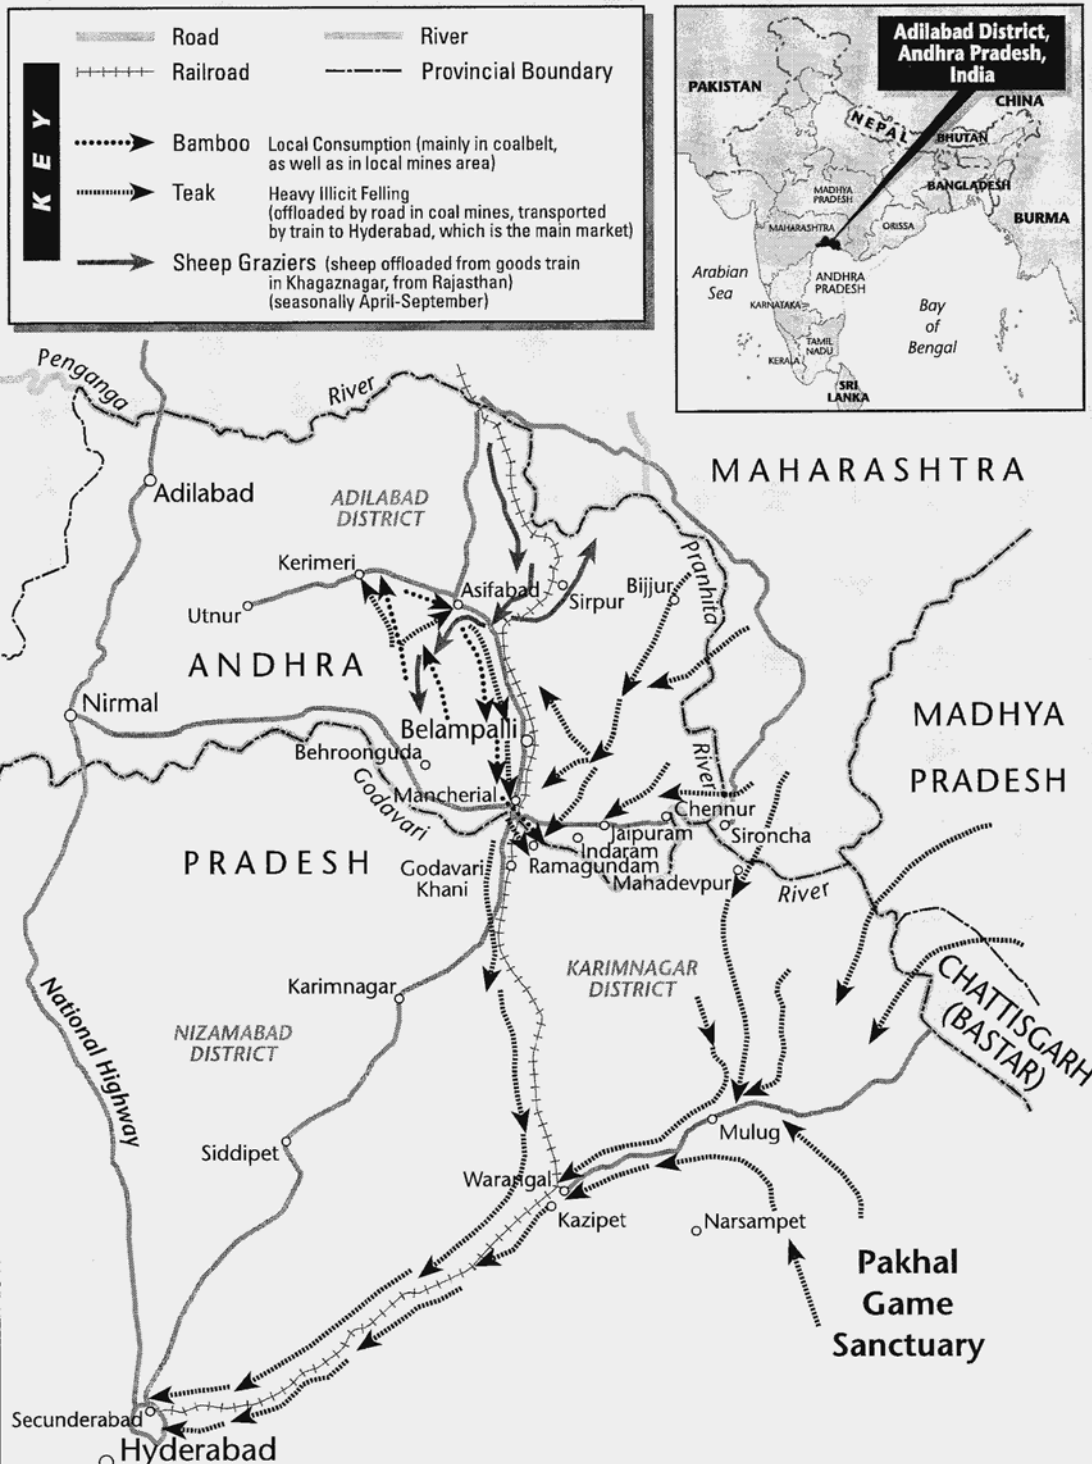 KEY
Road
River
Railroad
Provincial Boundary
Bamboo Local Consumption (mainly in coalbelt,
as well as in local mines area)
Teak Heavy Illicit Felling
(offloaded by road in coal mines, transported
by train to Hyderabad, which is the main market)
Sheep Graziers (sheep offloaded from goods train
in Khagaznagar, from Rajasthan)
(seasonally April-September)
Adilabad District,
Andhra Pradesh,
India
PAKISTAN
CHINA
NEPAL
BHUTAN
BANGLADESH
MADHYA
PRADESH
BURMA
MAHARASHTRA
ORISSA
Arabian
Sea
ANDHRA
PRADESH
KARNATAKA
Bay
of
Bengal
TAMIL
NADU
KERALA
SRI
LANKA
Penganga
River
MAHARASHTRA
Adilabad
ADILABAD
DISTRICT
Kerimeri
Asifabad
Sirpur
Bijjur
Pranhita
Utnur
ANDHRA
Nirmal
Belampalli
MADHYA
PRADESH
Behroonguda
River
Godavari
Mancherial
Chennur
Jaipuram
Sironcha
PRADESH
Indaram
Godavari
Khani
Ramagundam
Mahadevpur
River
Karimnagar
KARIMNAGAR
DISTRICT
CHATTISGARH
(BASTAR)
National Highway
NIZAMABAD
DISTRICT
Siddipet
Mulug
Warangal
Kazipet
Narsampet
Pakhal
Game
Sanctuary
Secunderabad
Hyderabad